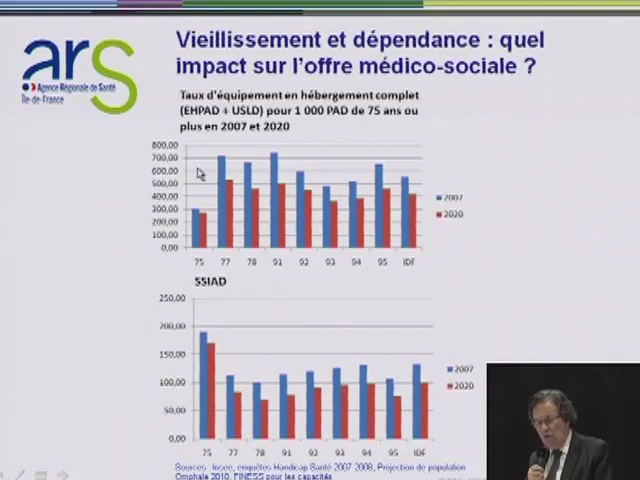 Vieillissement et dépendance : quel
impact sur l'offre médico-sociale ?
ars
Agence Régionale de Santé
Île-de-France
Taux d'équipement en hébergement complet
(EHPAD + USLD) pour 1 000 PAD de 75 ans ou
plus en 2007 et 2020
800,00
700,00
600,00
500,00
400,00
300,00
200,00
100,00
0,00
75 77 78 91 92 93 94 95 IDF
2007
2020
SSIAD
250,00
200,00
150,00
100,00
50,00
0,00
75 77 78 91 92 93 94 95 IDF
2007
2020
Sources : Insee, enquêtes Handicap Santé 2007 2008, Projection de population
Omphale 2010, FINESS pour les capacités